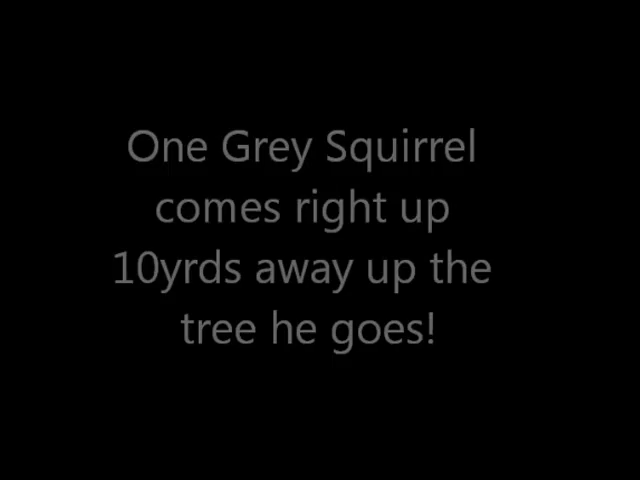 One Grey Squirrel
comes right up
10yrds away up the
tree he goes!